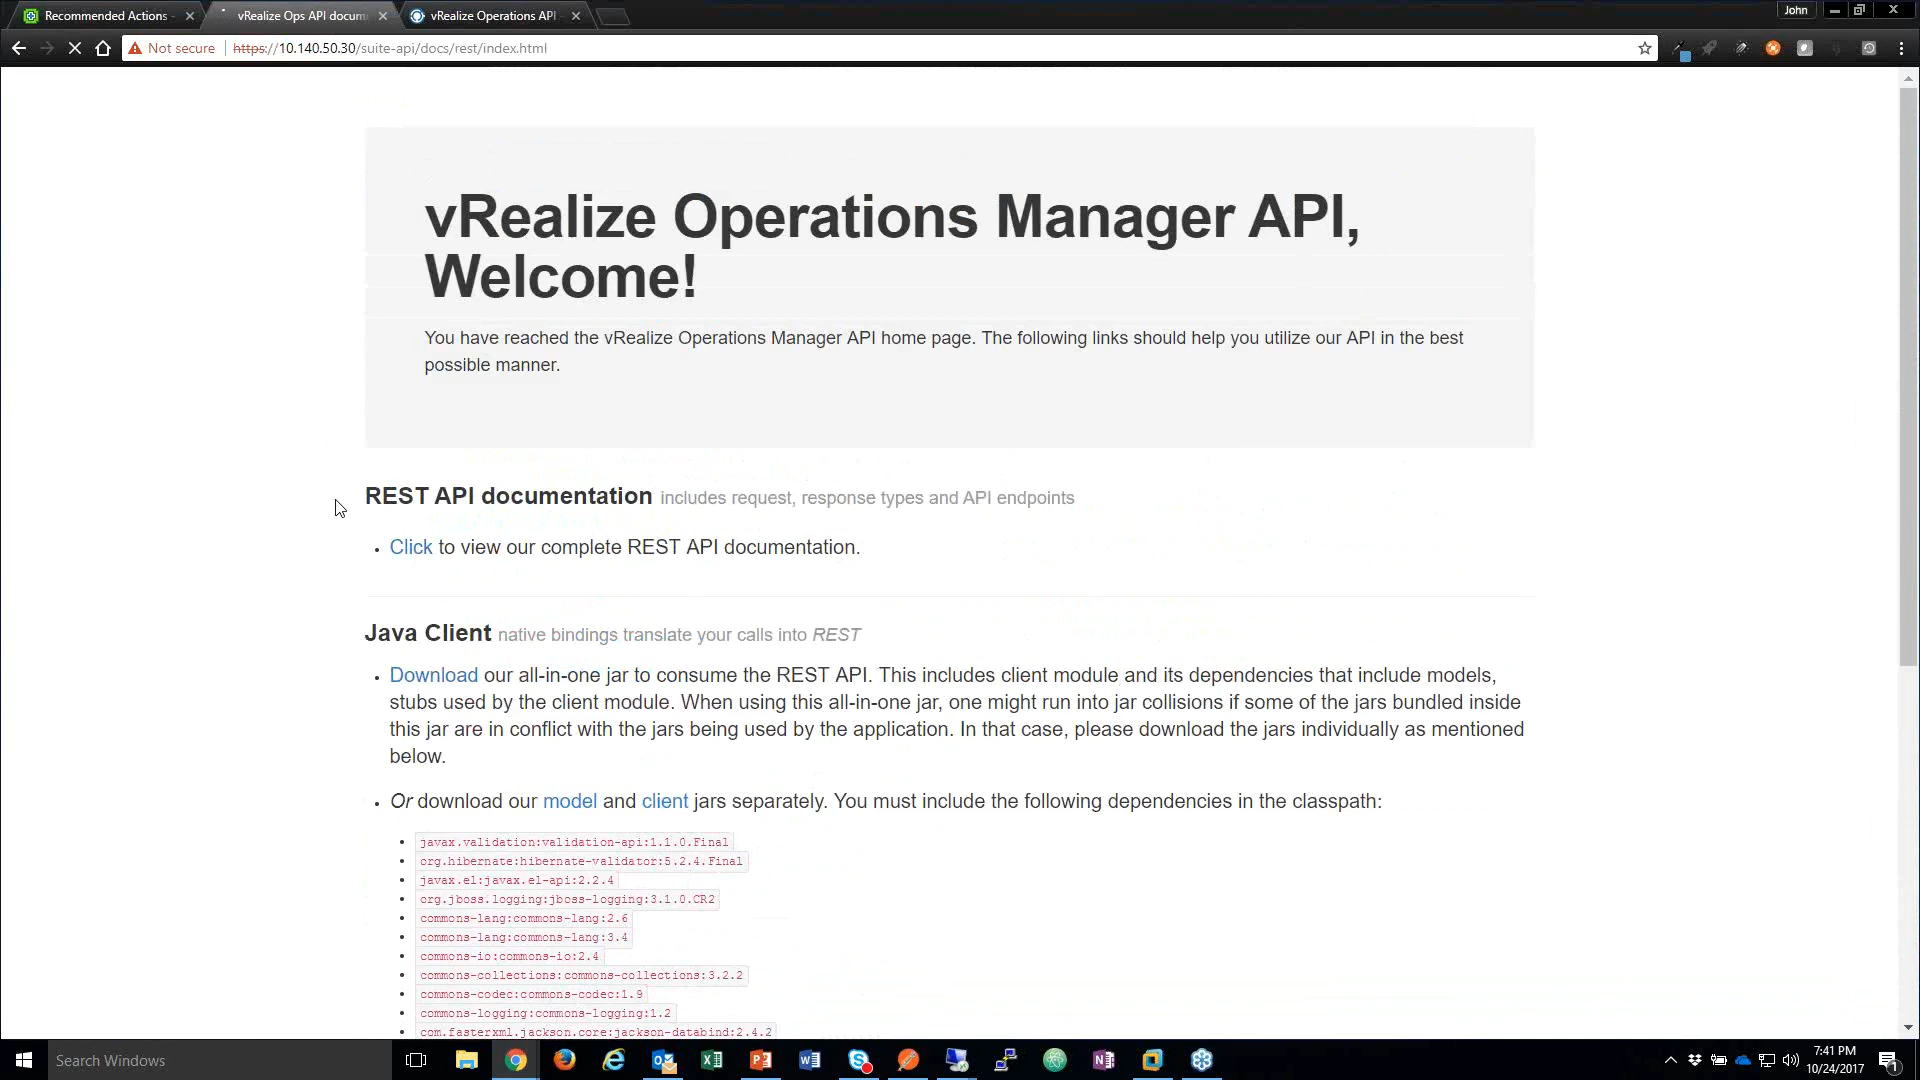 Recommended Actions -
vRealize Ops API docum
vRealize Operations API -
John
Not secure
https://10.140.50.30/suite-api/docs/rest/index.html
vRealize Operations Manager API,
Welcome!
You have reached the vRealize Operations Manager API home page. The following links should help you utilize our API in the best
possible manner.
REST API documentation includes request, response types and API endpoints
• Click to view our complete REST API documentation.
Java Client native bindings translate your calls into REST
• Download our all-in-one jar to consume the REST API. This includes client module and its dependencies that include models,
stubs used by the client module. When using this all-in-one jar, one might run into jar collisions if some of the jars bundled inside
this jar are in conflict with the jars being used by the application. In that case, please download the jars individually as mentioned
below.
• Or download our model and client jars separately. You must include the following dependencies in the classpath:
• javax.validation:validation-api:1.1.0.Final
• org.hibernate:hibernate-validator:5.2.4.Final
• javax.el:javax.el-api:2.2.4
• org.jboss.logging:jboss-logging:3.1.0.CR2
• commons-lang:commons-lang:2.6
• commons-lang:commons-lang:3.4
• commons-io:commons-io:2.4
• commons-collections:commons-collections:3.2.2
• commons-codec:commons-codec:1.9
• commons-logging:commons-logging:1.2
• com.fasterxml.jackson.core:jackson-databind:2.4.2
Search Windows
7:41 PM
10/24/2017
1